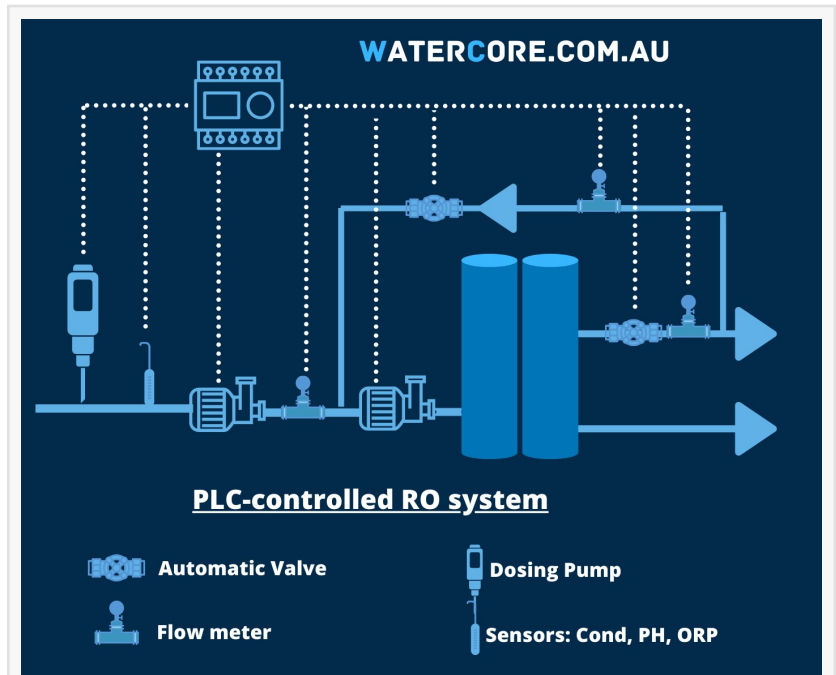 WATERCORE.COM.AU
PLC-controlled RO system
Automatic Valve
Dosing Pump
Flow meter
Sensors: Cond, PH, ORP